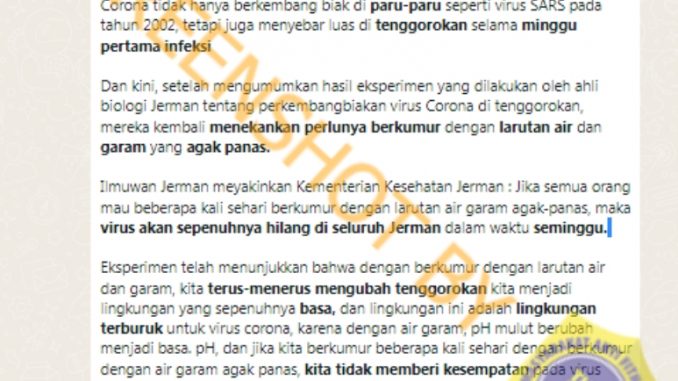 Corona tidak hanya berkembang biak di paru-paru seperti virus SARS pada
tahun 2002, tetapi juga menyebar luas di tenggorokan selama minggu
pertama infeksi
Dan kini, setelah mengumumkan hasil eksperimen yang dilakukan oleh ahli
biologi Jerman tentang perkembangbiakan virus Corona di tenggorokan,
mereka kembali menekankan perlunya berkumur dengan larutan air dan
garam yang agak panas.
Ilmuwan Jerman meyakinkan Kementerian Kesehatan Jerman : Jika semua orang
mau beberapa kali sehari berkumur dengan larutan air garam agak-panas, maka
virus akan sepenuhnya hilang di seluruh Jerman dalam waktu seminggu.
Eksperimen telah menunjukkan bahwa dengan berkumur dengan larutan air
dan garam, kita terus-menerus mengubah tenggorokan kita menjadi
lingkungan yang sepenuhnya basa, dan lingkungan ini adalah lingkungan
terburuk untuk virus corona, karena dengan air garam, pH mulut berubah
menjadi basa. pH, dan jika kita berkumur beberapa kali sehari dengan berkumur
dengan air garam agak panas, kita tidak memberi kesempatan pada virus
EENSHOT BY